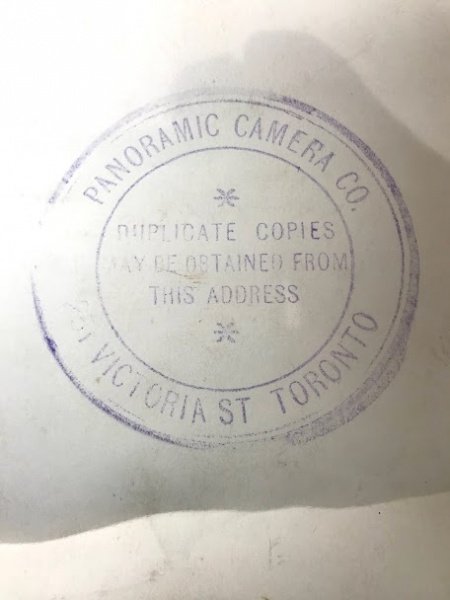 PANORAMIC CAMERA CO.
DUPLICATE COPIES
MAY BE OBTAINED FROM
THIS ADDRESS
VICTORIA ST TORONTO